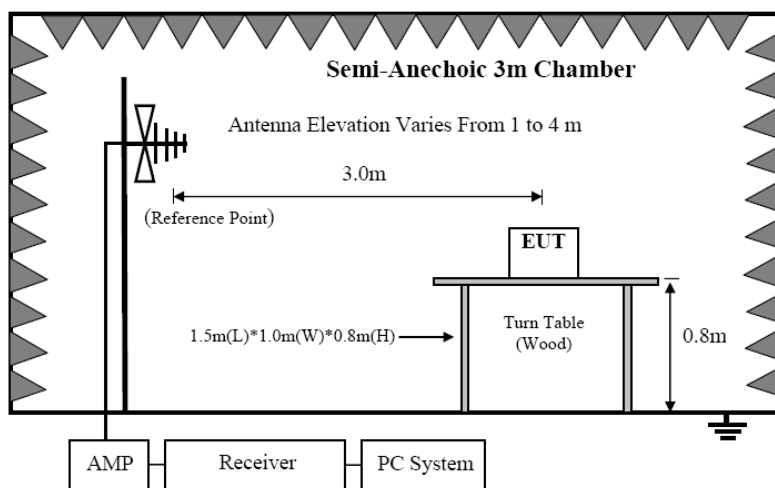 Semi-Anechoic 3m Chamber
Antenna Elevation Varies From 1 to 4 m
3.0m
(Reference Point)
EUT
1.5m(L)*1.0m(W)*0.8m(H)
Turn Table
(Wood)
0.8m
AMP
Receiver
PC System